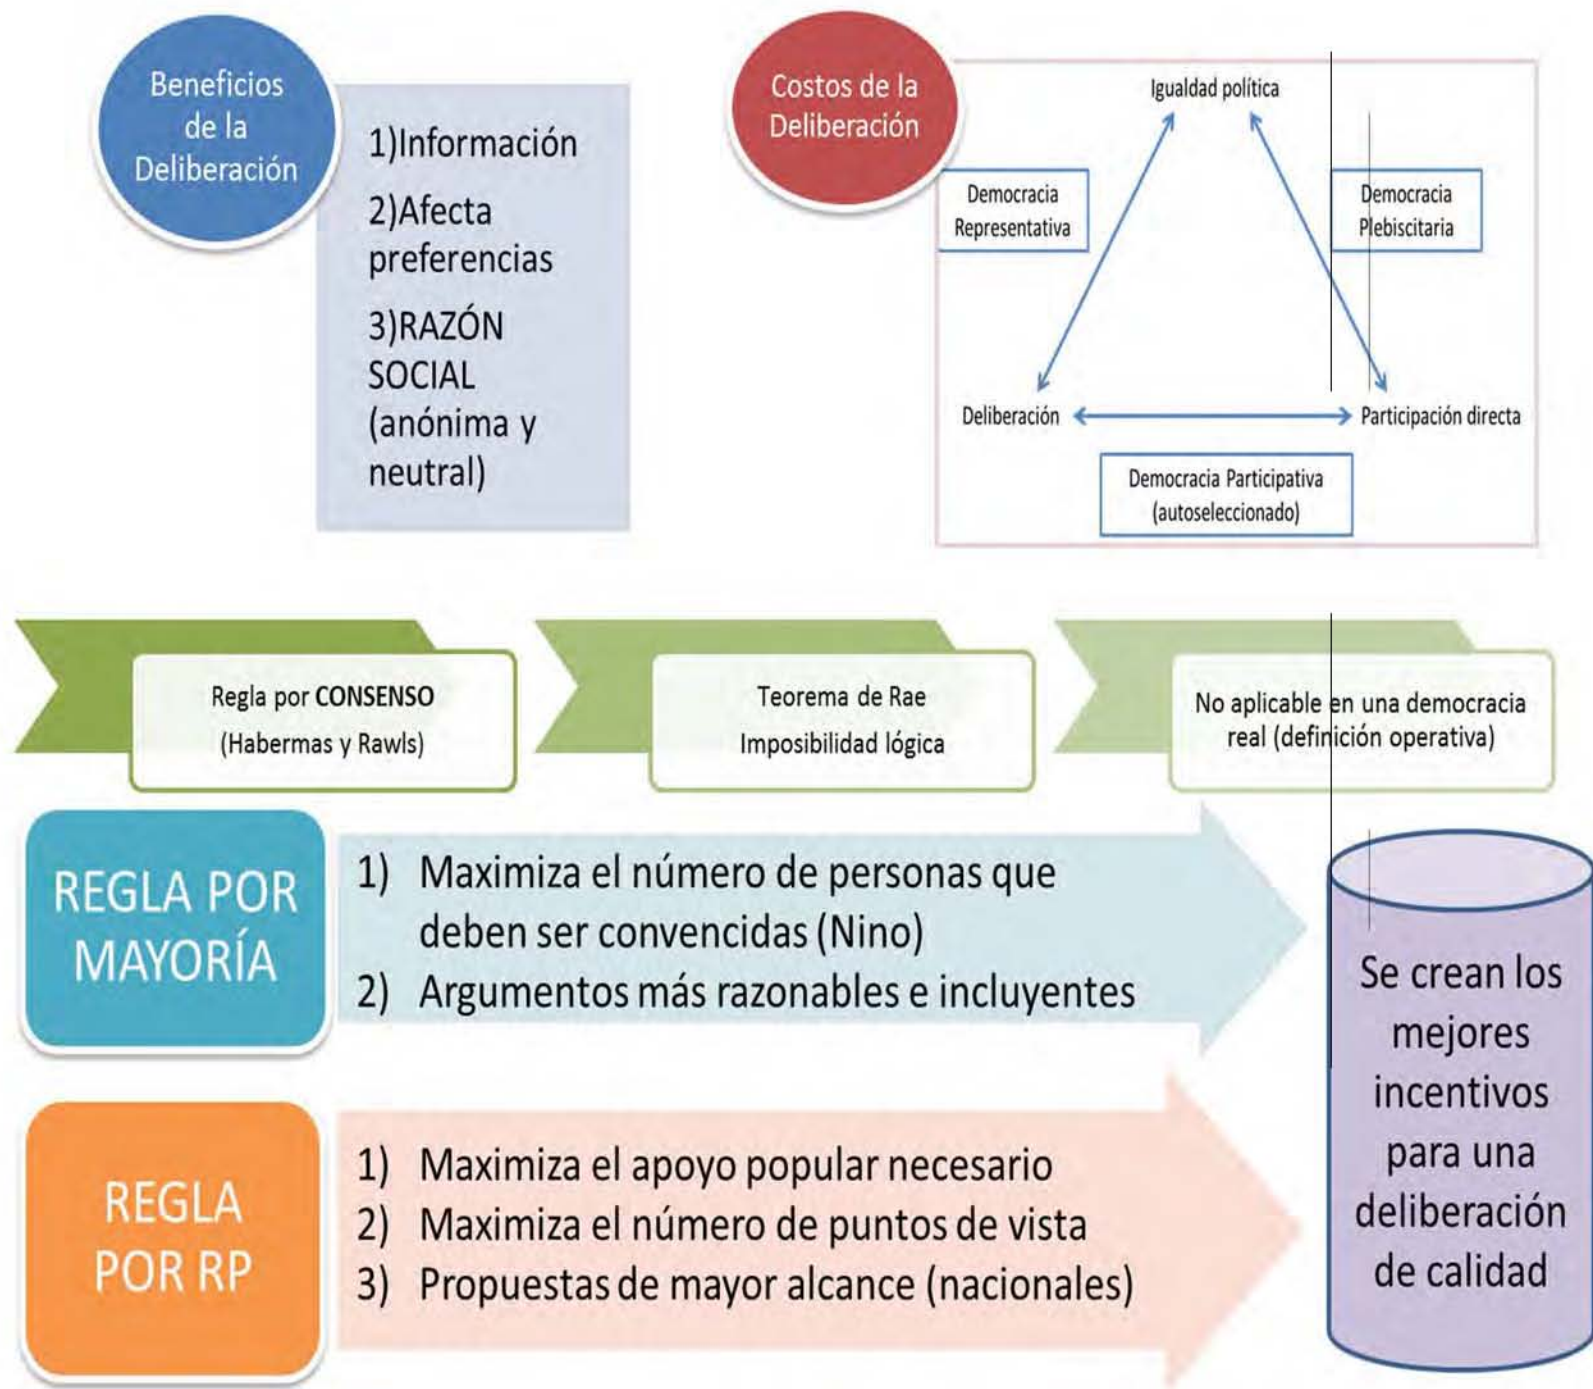 Beneficios
de la
Deliberación
1)Información
2)Afecta
preferencias
3)RAZÓN
SOCIAL
(anónima y
neutral)
Costos de la
Deliberación
Igualdad política
Democracia
Representativa
Democracia
Plebiscitaria
Deliberación
Participación directa
Democracia Participativa
(autoseleccionado)
Regla por CONSENSO
(Habermas y Rawls)
Teorema de Rae
Imposibilidad lógica
No aplicable en una democracia
real (definición operativa)
REGLA POR
MAYORÍA
1) Maximiza el número de personas que
deben ser convencidas (Nino)
2) Argumentos más razonables e incluyentes
REGLA
POR RP
1) Maximiza el apoyo popular necesario
2) Maximiza el número de puntos de vista
3) Propuestas de mayor alcance (nacionales)
Se crean los
mejores
incentivos
para una
deliberación
de calidad